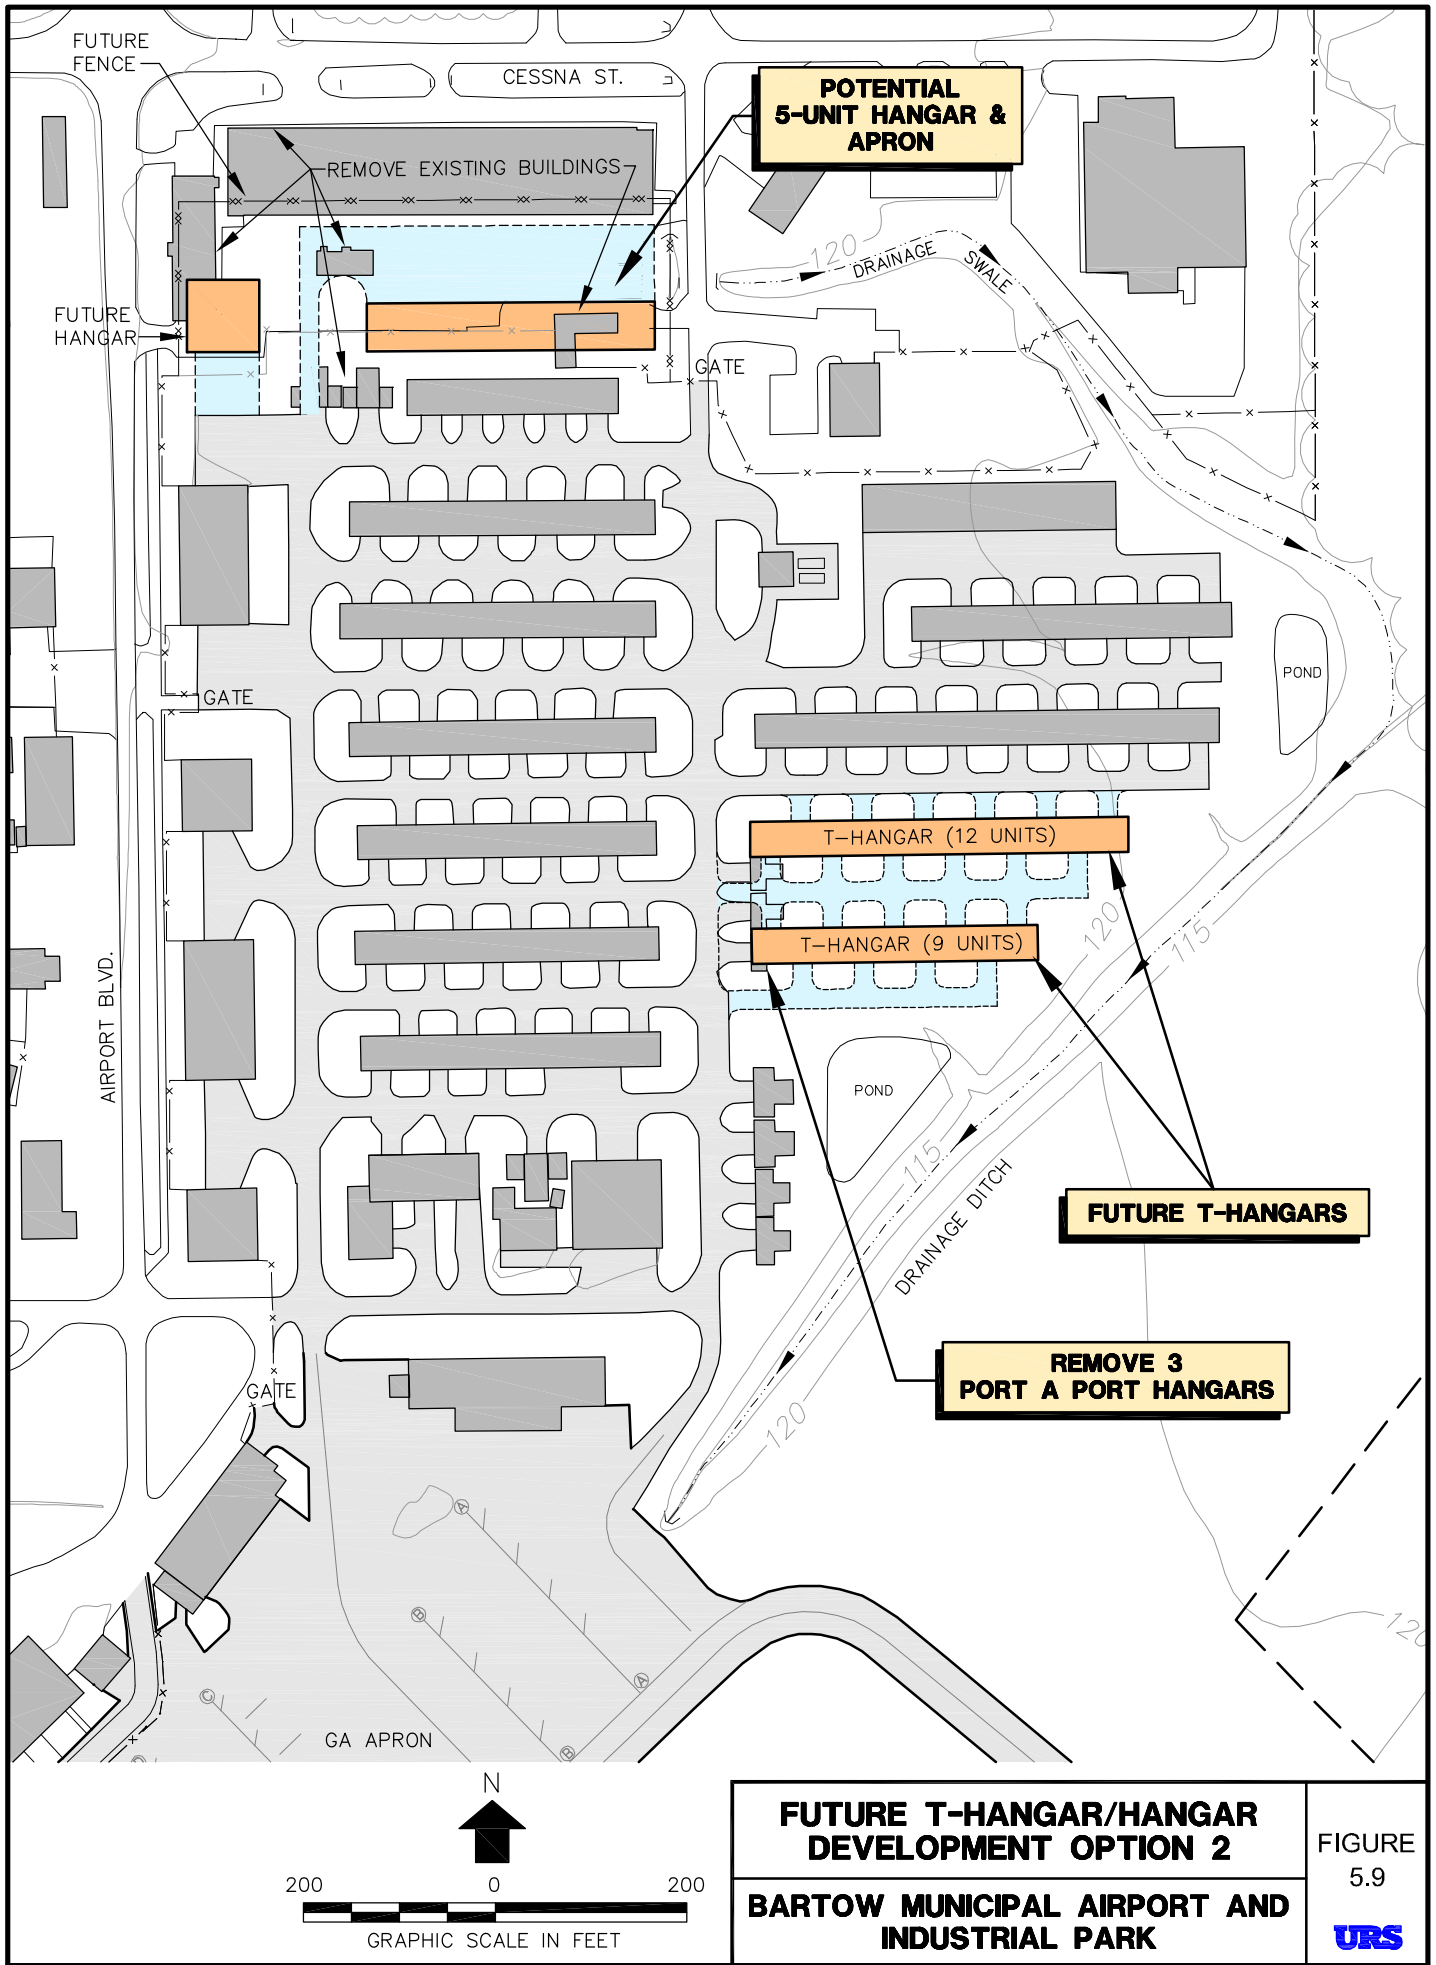 FUTURE
FENCE
CESSNA ST.
POTENTIAL
5-UNIT HANGAR &
APRON
REMOVE EXISTING BUILDINGS
120
DRAINAGE
SWALE
FUTURE
HANGAR
GATE
POND
GATE
T-HANGAR (12 UNITS)
120
115
T-HANGAR (9 UNITS)
AIRPORT BLVD.
POND
115
DRAINAGE DITCH
FUTURE T-HANGARS
REMOVE 3
PORT A PORT HANGARS
GATE
120
A
B
120
A
C
GA APRON
B
D
N
200 0 200
GRAPHIC SCALE IN FEET
FUTURE T-HANGAR/HANGAR
DEVELOPMENT OPTION 2
BARTOW MUNICIPAL AIRPORT AND
INDUSTRIAL PARK
FIGURE
5.9
URS